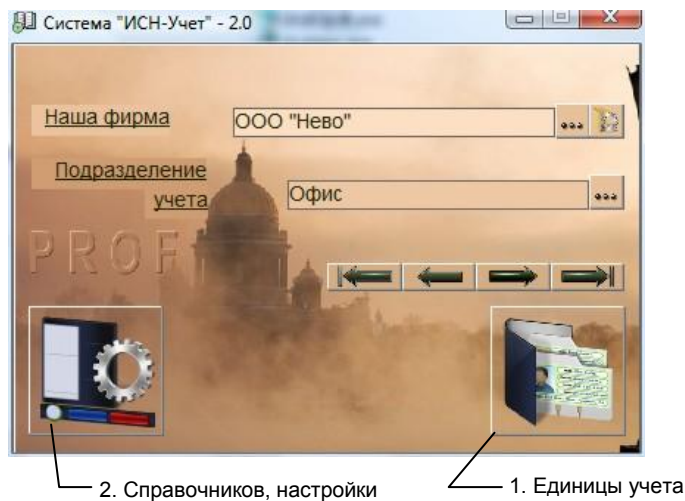 Система "ИСН-Учет" - 2.0
Наша фирма
ООО "Нево"
Подразделение
учета
Офис
PROF
2. Справочников, настройки
1. Единицы учета